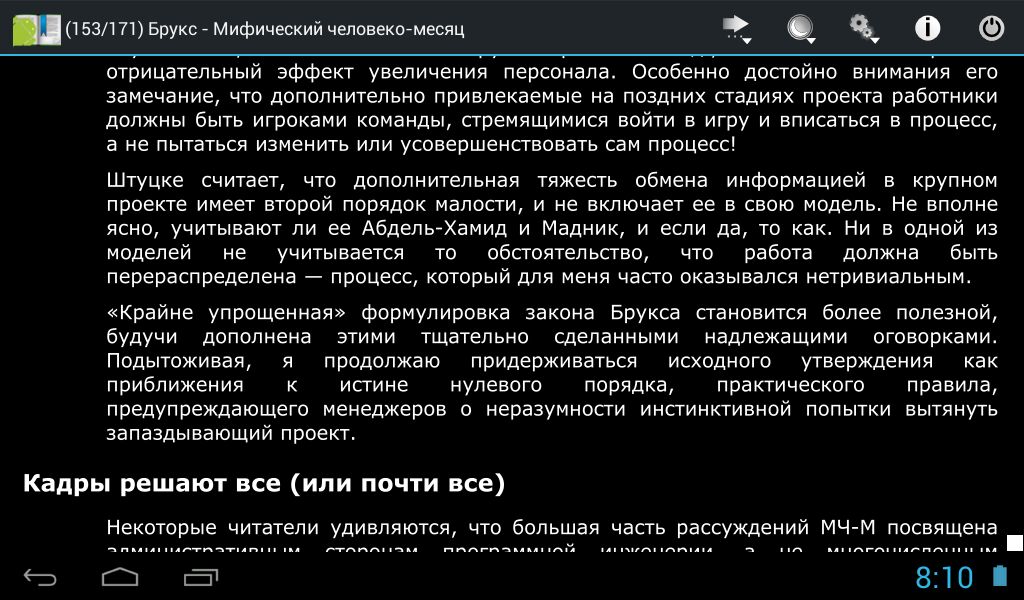 (153/171) Брукс - Мифический человеко-месяц
отрицательный эффект увеличения персонала. Особенно достойно внимания его
замечание, что дополнительно привлекаемые на поздних стадиях проекта работники
должны быть игроками команды, стремящимися войти в игру и вписаться в процесс,
а не пытаться изменить или усовершенствовать сам процесс!
Штуцке считает, что дополнительная тяжесть обмена информацией в крупном
проекте имеет второй порядок малости, и не включает ее в свою модель. Не вполне
ясно, учитывают ли ее Абдель-Хамид и Мадник, и если да, то как. Ни в одной из
моделей не учитывается то обстоятельство, что работа должна быть
перераспределена — процесс, который для меня часто оказывался нетривиальным.
«Крайне упрощенная» формулировка закона Брукса становится более полезной,
будучи дополнена этими тщательно сделанными надлежащими оговорками.
Подытоживая, я продолжаю придерживаться исходного утверждения как
приближения к истине нулевого порядка, практического правила,
предупреждающего менеджеров о неразумности инстинктивной попытки вытянуть
запаздывающий проект.
Кадры решают все (или почти все)
Некоторые читатели удивляются, что большая часть рассуждений МЧ-М посвящена
административным сторонам программной инженерии, а не многочисленным
8:10